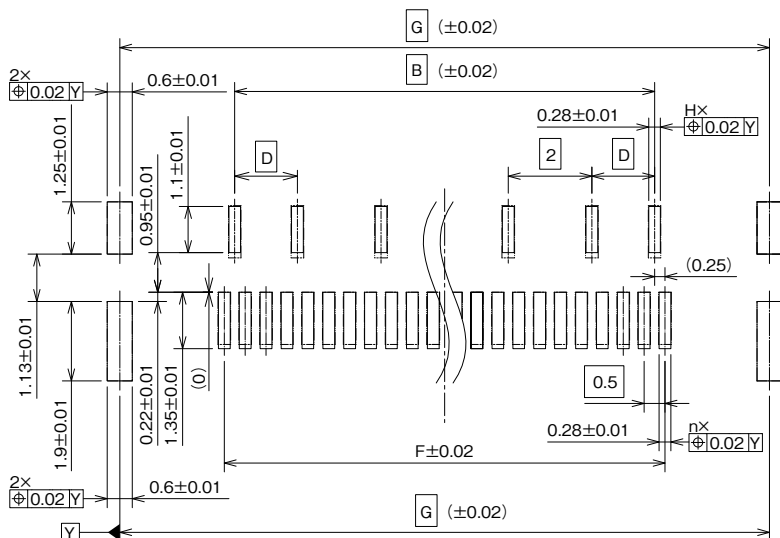 G (±0.02)
2×
0.6±0.01
B (±0.02)
⌖ 0.02 Y
H×
0.28±0.01
⌖ 0.02 Y
D
2
D
1.25±0.01
0.95±0.01
1.1±0.01
(0.25)
1.13±0.01
1.9±0.01
0.22±0.01
1.35±0.01
(0)
0.5
0.28±0.01
n×
⌖ 0.02 Y
F±0.02
2×
0.6±0.01
⌖ 0.02 Y
G (±0.02)
Y